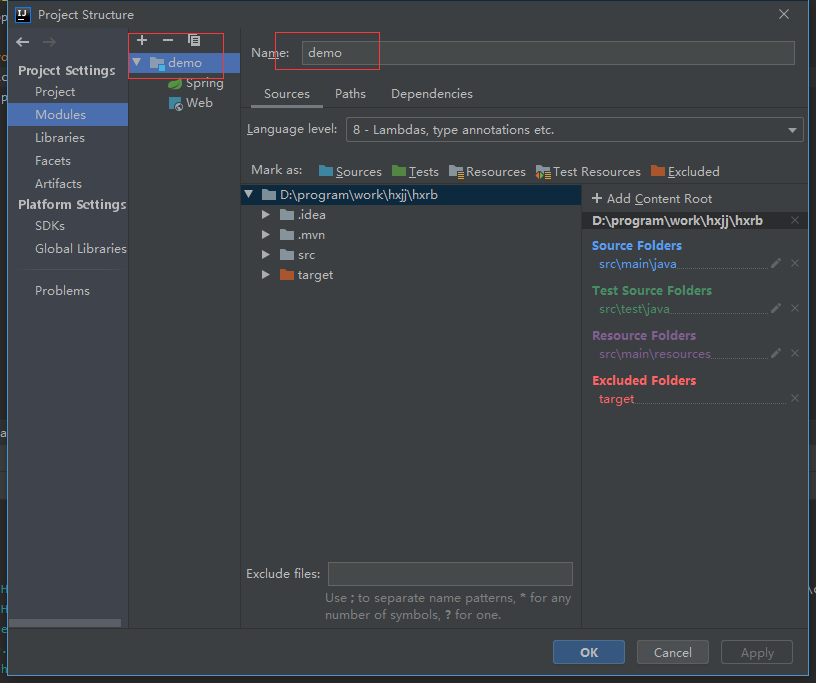 Project Structure
Project Settings
Project
Modules
Libraries
Facets
Artifacts
Platform Settings
SDKs
Global Libraries
Problems
demo
Spring
Web
Name: demo
Sources Paths Dependencies
Language level: 8 - Lambdas, type annotations etc.
Mark as: Sources Tests Resources Test Resources Excluded
D:\program\work\hxjj\hxrb
.idea
.mvn
src
target
+ Add Content Root
D:\program\work\hxjj\hxrb
Source Folders
src\main\java
Test Source Folders
src\test\java
Resource Folders
src\main\resources
Excluded Folders
target
Exclude files:
Use ; to separate name patterns, * for any
number of symbols, ? for one.
OK Cancel Apply